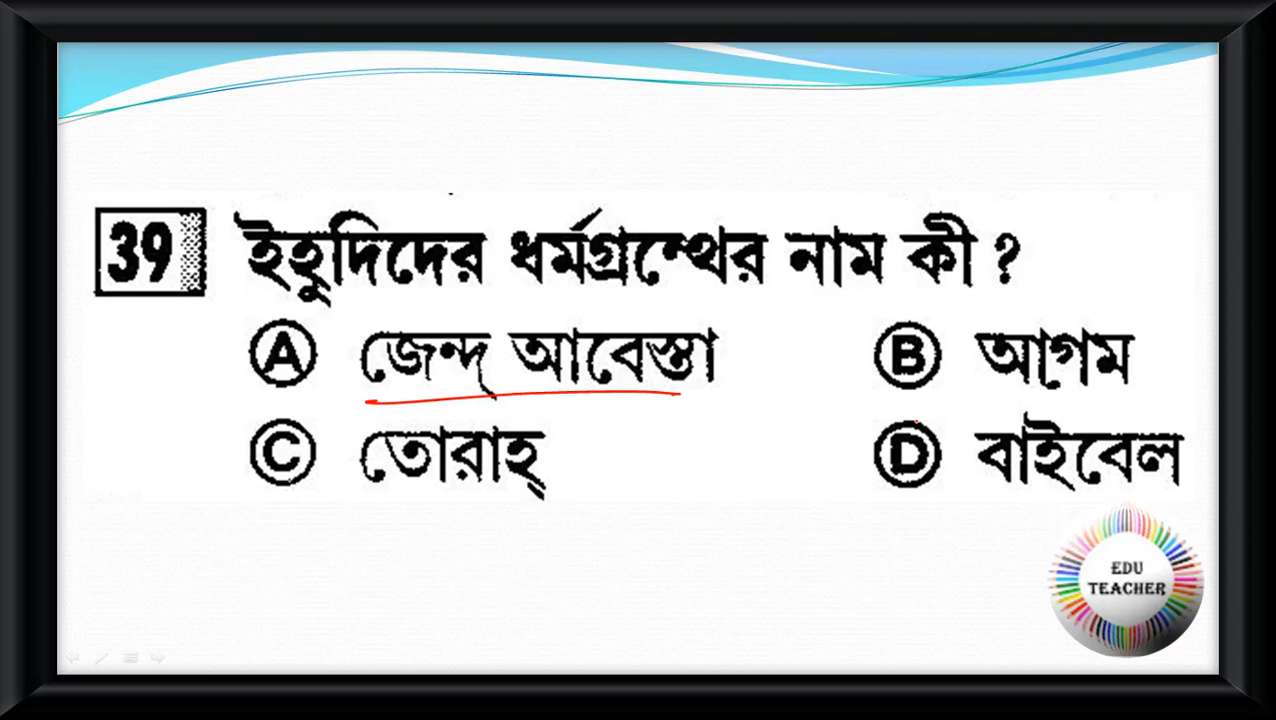 39 ইহুদিদের ধর্মগ্রন্থের নাম কী ?
A জেন্দ্ আবেস্তা B আগম
C তোরাহ্ D বাইবেল
EDU
TEACHER